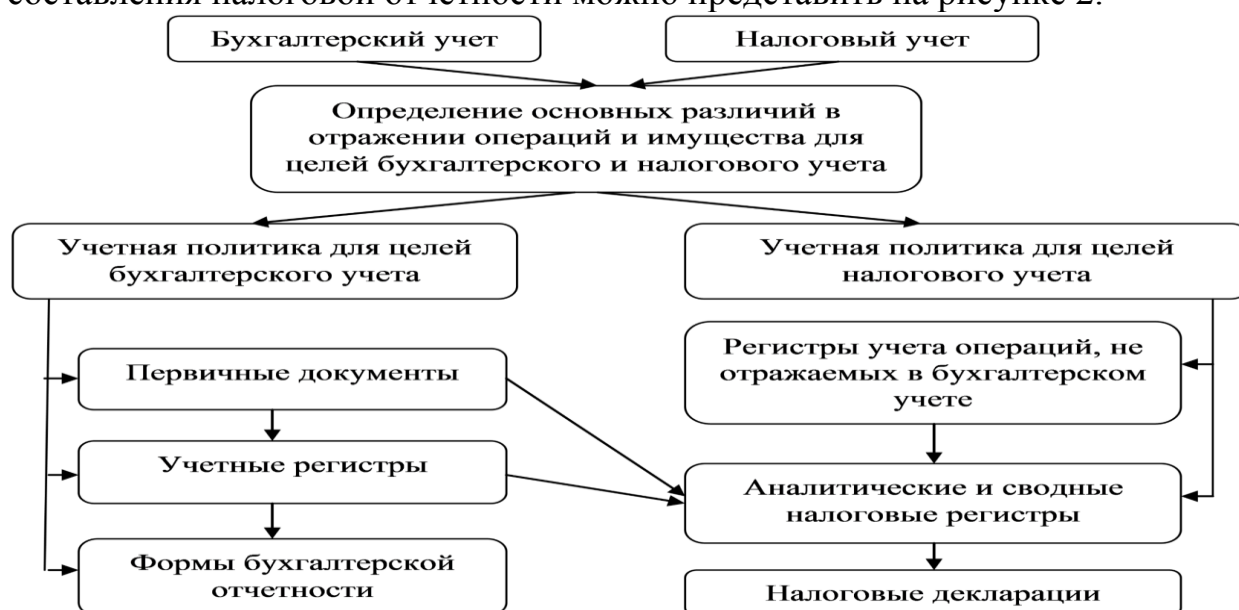 составления налоговой отчетности можно представить на рисунке 2.
Бухгалтерский учет
Налоговый учет
Определение основных различий в
отражении операций и имущества для
целей бухгалтерского и налогового учета
Учетная политика для целей
бухгалтерского учета
Учетная политика для целей
налогового учета
Первичные документы
Регистры учета операций, не
отражаемых в бухгалтерском
учете
Учетные регистры
Аналитические и сводные
налоговые регистры
Формы бухгалтерской
отчетности
Налоговые декларации